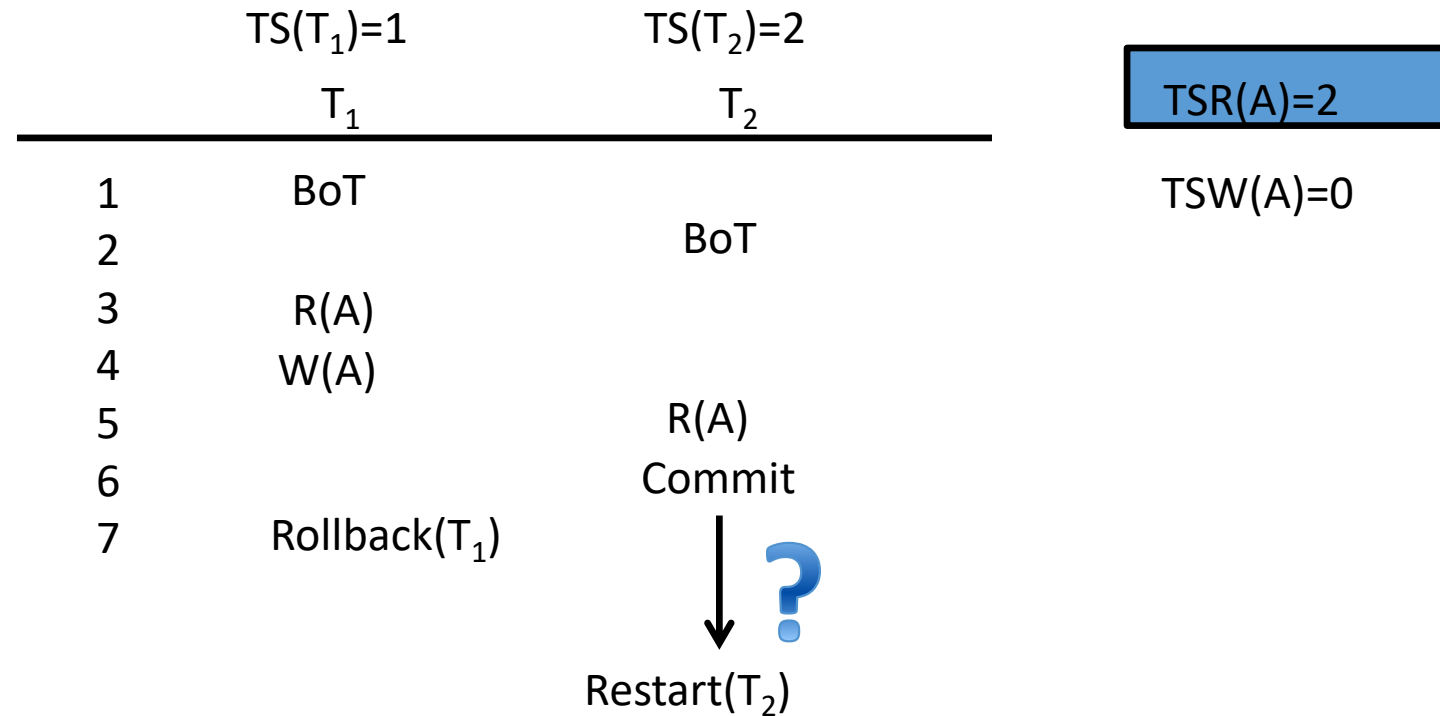 TS(T₁)=1 TS(T₂)=2
T₁ T₂ TSR(A)=2
1 BoT TSW(A)=0
2 BoT
3 R(A)
4 W(A)
5 R(A)
6 Commit
7 Rollback(T₁)
?
Restart(T₂)